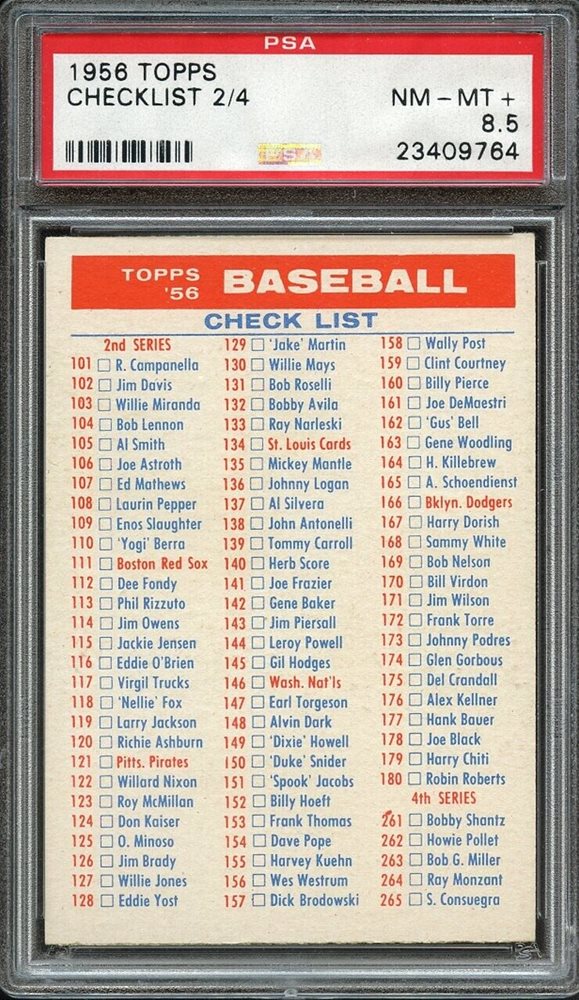 PSA
1956 TOPPS
CHECKLIST 2/4
NM - MT +
8.5
23409764
TOPPS '56
BASEBALL
CHECK LIST
2nd SERIES
101 R. Campanella
102 Jim Davis
103 Willie Miranda
104 Bob Lennon
105 Al Smith
106 Joe Astroth
107 Ed Mathews
108 Laurin Pepper
109 Enos Slaughter
110 'Yogi' Berra
111 Boston Red Sox
112 Dee Fondy
113 Phil Rizzuto
114 Jim Owens
115 Jackie Jensen
116 Eddie O'Brien
117 Virgil Trucks
118 'Nellie' Fox
119 Larry Jackson
120 Richie Ashburn
121 Pitts. Pirates
122 Willard Nixon
123 Roy McMillan
124 Don Kaiser
125 O. Minoso
126 Jim Brady
127 Willie Jones
128 Eddie Yost
129 'Jake' Martin
130 Willie Mays
131 Bob Roselli
132 Bobby Avila
133 Ray Narleski
134 St. Louis Cards
135 Mickey Mantle
136 Johnny Logan
137 Al Silvera
138 John Antonelli
139 Tommy Carroll
140 Herb Score
141 Joe Frazier
142 Gene Baker
143 Jim Piersall
144 Leroy Powell
145 Gil Hodges
146 Wash. Nat'ls
147 Earl Torgeson
148 Alvin Dark
149 'Dixie' Howell
150 'Duke' Snider
151 'Spook' Jacobs
152 Billy Hoeft
153 Frank Thomas
154 Dave Pope
155 Harvey Kuehn
156 Wes Westrum
157 Dick Brodowski
158 Wally Post
159 Clint Courtney
160 Billy Pierce
161 Joe DeMaestri
162 'Gus' Bell
163 Gene Woodling
164 H. Killebrew
165 A. Schoendienst
166 Bklyn. Dodgers
167 Harry Dorish
168 Sammy White
169 Bob Nelson
170 Bill Virdon
171 Jim Wilson
172 Frank Torre
173 Johnny Podres
174 Glen Gorbous
175 Del Crandall
176 Alex Kellner
177 Hank Bauer
178 Joe Black
179 Harry Chiti
180 Robin Roberts
4th SERIES
261 Bobby Shantz
262 Howie Pollet
263 Bob G. Miller
264 Ray Monzant
265 S. Consuegra